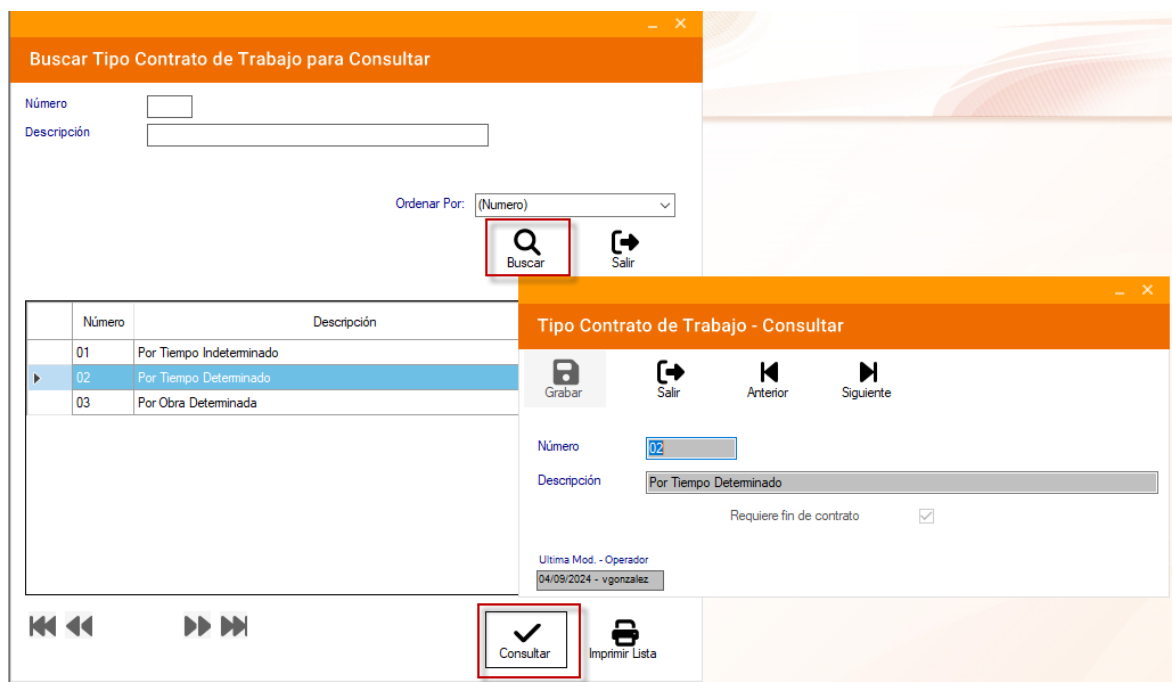 Buscar Tipo Contrato de Trabajo para Consultar
Número
Descripción
Ordenar Por: (Numero)
Buscar Salir
Número Descripción
01 Por Tiempo Indeterminado
02 Por Tiempo Determinado
03 Por Obra Determinada
Consultar Imprimir Lista
Tipo Contrato de Trabajo - Consultar
Grabar Salir Anterior Siguiente
Número 02
Descripción Por Tiempo Determinado
Requiere fin de contrato
Ultima Mod. - Operador
04/09/2024 - vgonzalez